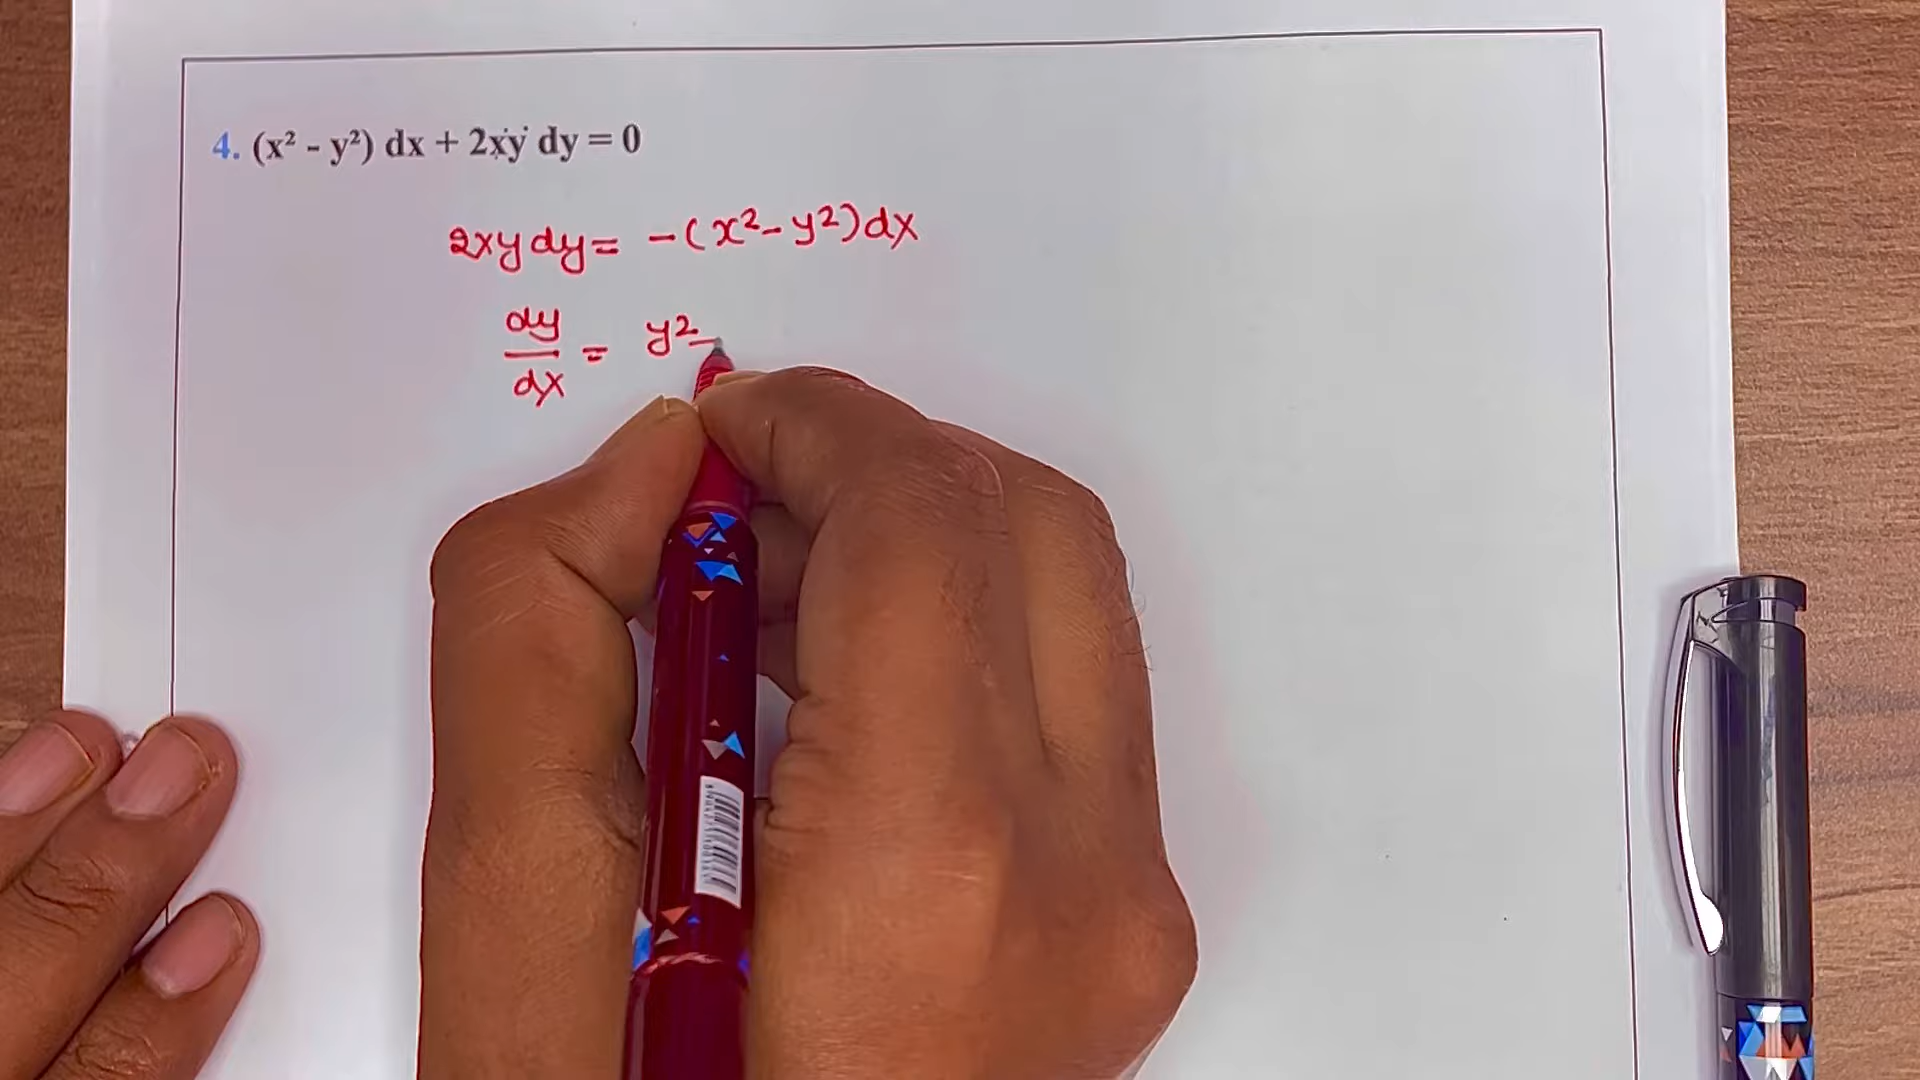 4. (x² - y²) dx + 2xy dy = 0
2xy dy = -(x² - y²) dx
dy/dx = y² -